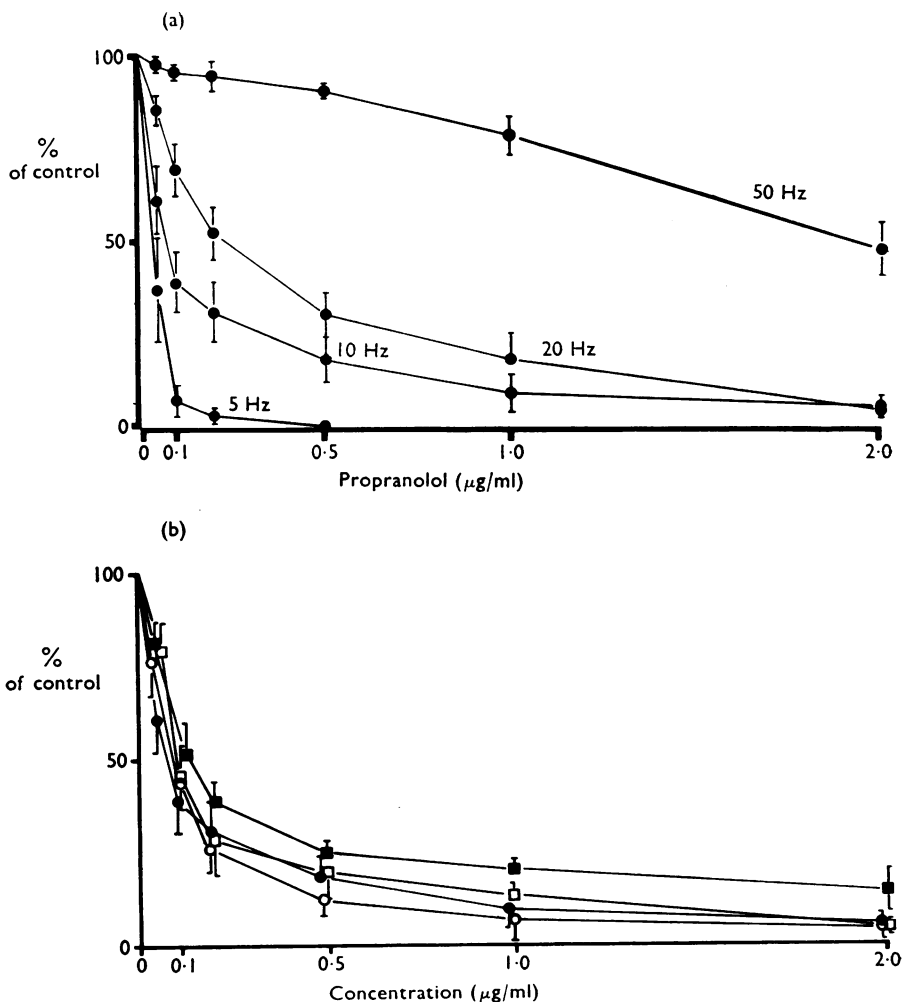 (a)
100
%
of control
50
0
50 Hz
20 Hz
10 Hz
5 Hz
0 0·1 0·5 1·0 2·0
Propranolol (μg/ml)
(b)
100
%
of control
50
0
0 0·1 0·5 1·0 2·0
Concentration (μg/ml)